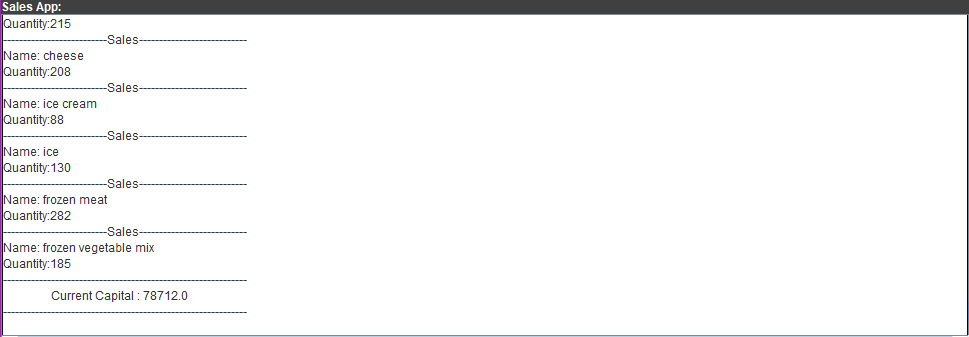 Sales App:
Quantity:215
---------------------------Sales---------------------------
Name: cheese
Quantity:208
---------------------------Sales---------------------------
Name: ice cream
Quantity:88
---------------------------Sales---------------------------
Name: ice
Quantity:130
---------------------------Sales---------------------------
Name: frozen meat
Quantity:282
---------------------------Sales---------------------------
Name: frozen vegetable mix
Quantity:185
-------------------------------------------------------------
Current Capital : 78712.0
-------------------------------------------------------------